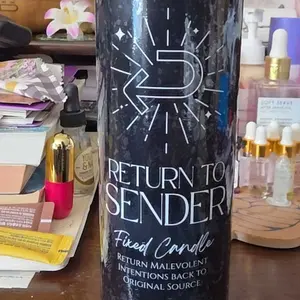 RETURN TO
SENDER
Fixed Candle
RETURN MALEVOLENT
INTENTIONS BACK TO
ORIGINAL SOURCE